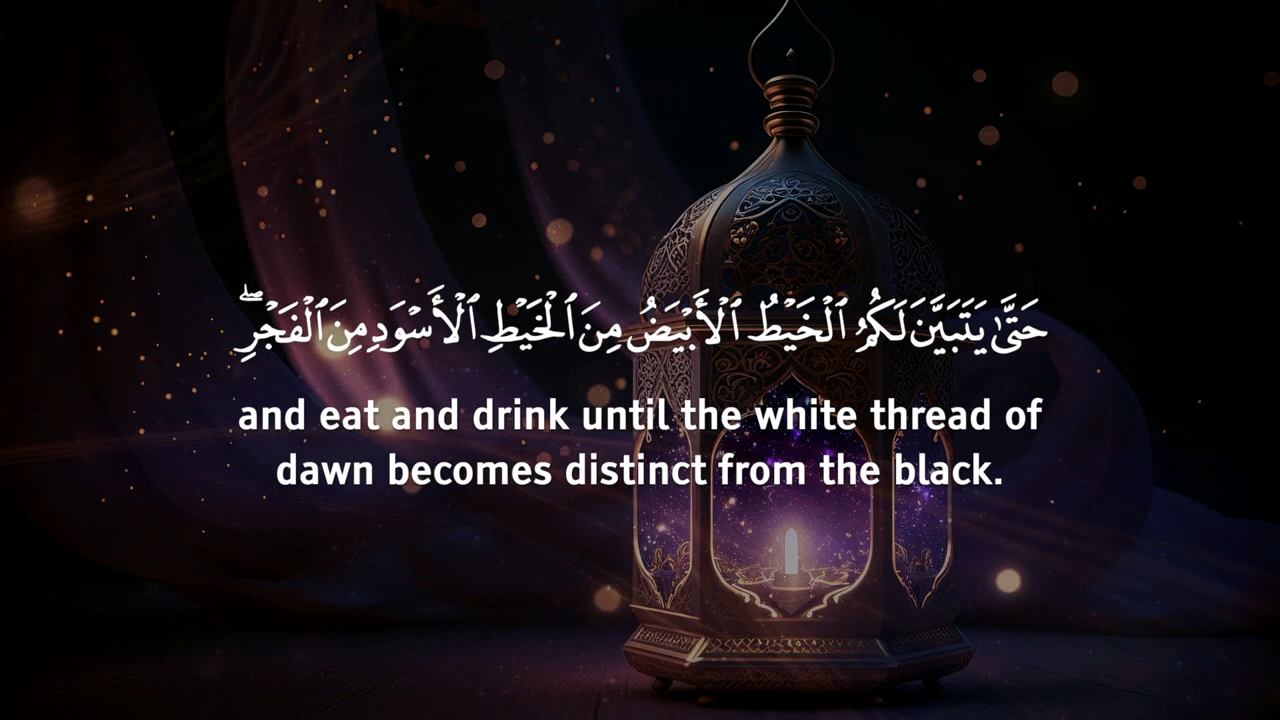 حَتَّىٰ يَتَبَيَّنَ لَكُمُ ٱلْخَيْطُ ٱلْأَبْيَضُ مِنَ ٱلْخَيْطِ ٱلْأَسْوَدِ مِنَ ٱلْفَجْرِ ۖ
and eat and drink until the white thread of
dawn becomes distinct from the black.